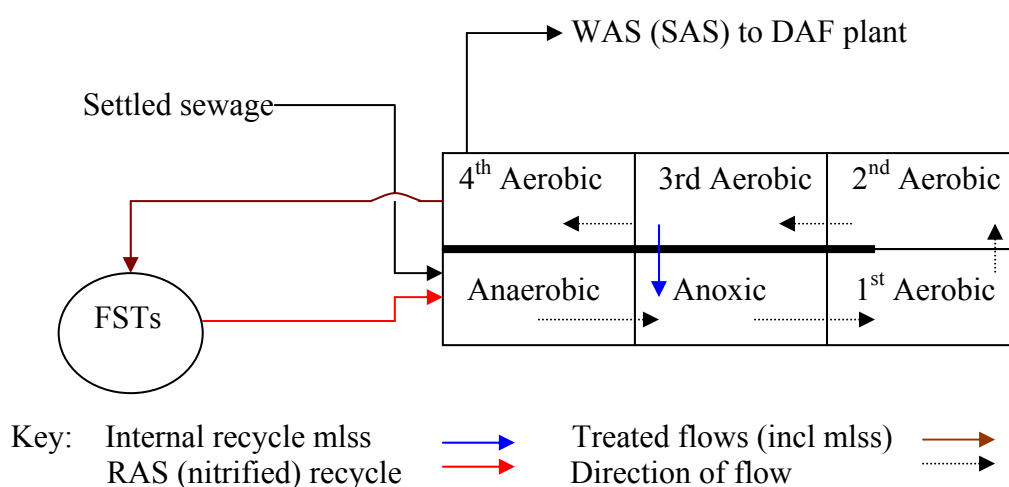 WAS (SAS) to DAF plant
Settled sewage
4th Aerobic
3rd Aerobic
2nd Aerobic
Anaerobic
Anoxic
1st Aerobic
FSTs
Key: Internal recycle mlss
Treated flows (incl mlss)
RAS (nitrified) recycle
Direction of flow